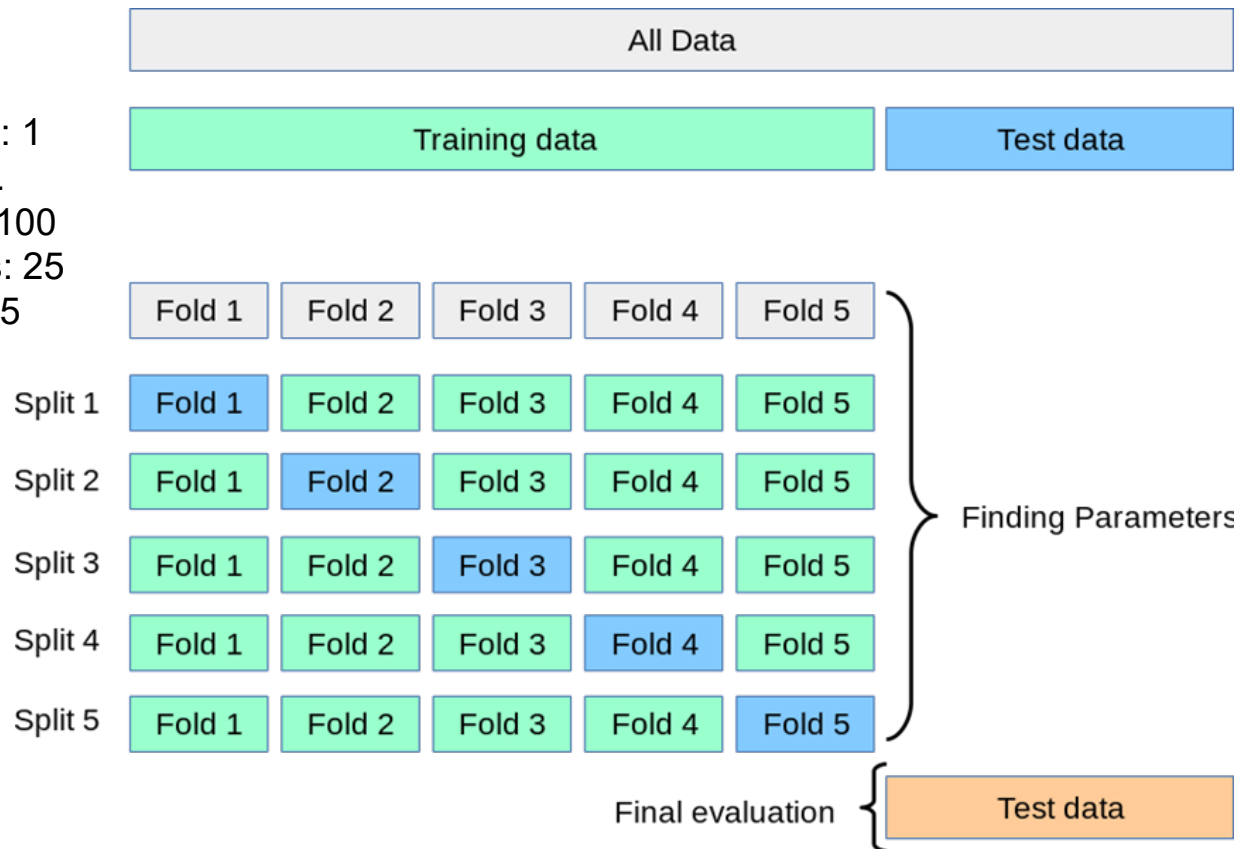 All Data
Training data Test data
: 1
.
100
: 25
5
Fold 1 Fold 2 Fold 3 Fold 4 Fold 5
Split 1 Fold 1 Fold 2 Fold 3 Fold 4 Fold 5
Split 2 Fold 1 Fold 2 Fold 3 Fold 4 Fold 5
Finding Parameters
Split 3 Fold 1 Fold 2 Fold 3 Fold 4 Fold 5
Split 4 Fold 1 Fold 2 Fold 3 Fold 4 Fold 5
Split 5 Fold 1 Fold 2 Fold 3 Fold 4 Fold 5
Final evaluation Test data